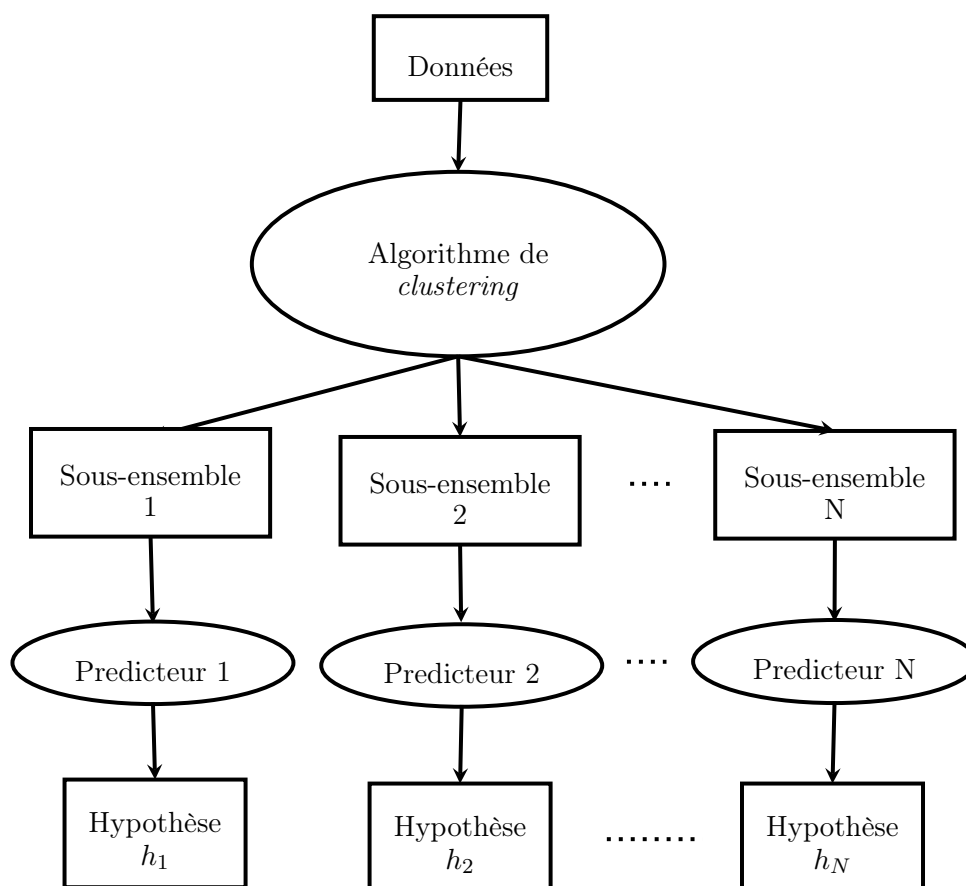 Données
Algorithme de
clustering
Sous-ensemble
1
Sous-ensemble
2
....
Sous-ensemble
N
Predicteur 1
Predicteur 2
....
Predicteur N
Hypothèse
h₁
Hypothèse
h₂
........
Hypothèse
h_N